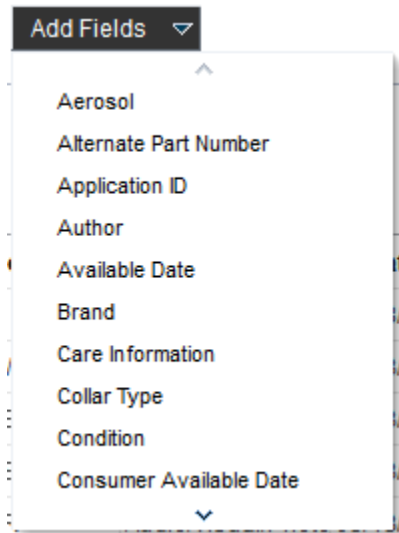 Add Fields
Aerosol
Alternate Part Number
Application ID
Author
Available Date
Brand
Care Information
Collar Type
Condition
Consumer Available Date